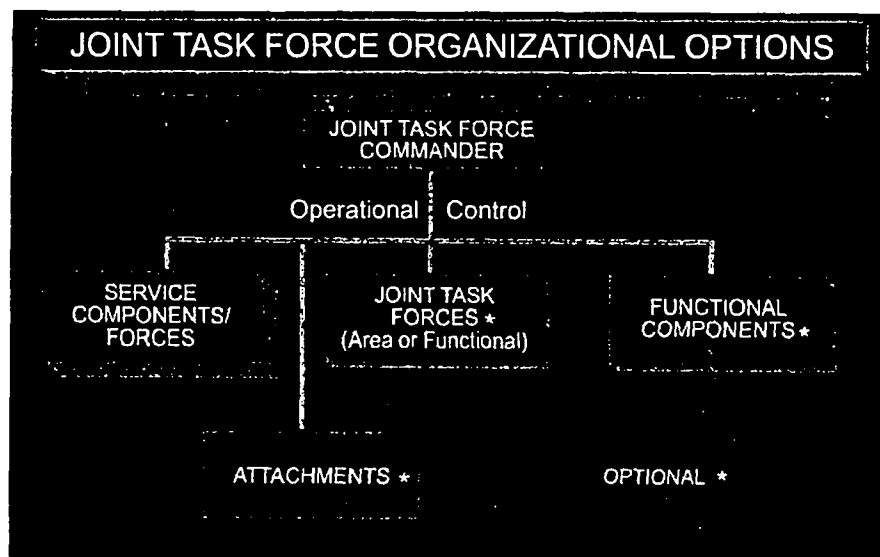 JOINT TASK FORCE ORGANIZATIONAL OPTIONS
JOINT TASK FORCE
COMMANDER
Operational Control
SERVICE
COMPONENTS/
FORCES
JOINT TASK
FORCES *
(Area or Functional)
FUNCTIONAL
COMPONENTS *
ATTACHMENTS *
OPTIONAL *